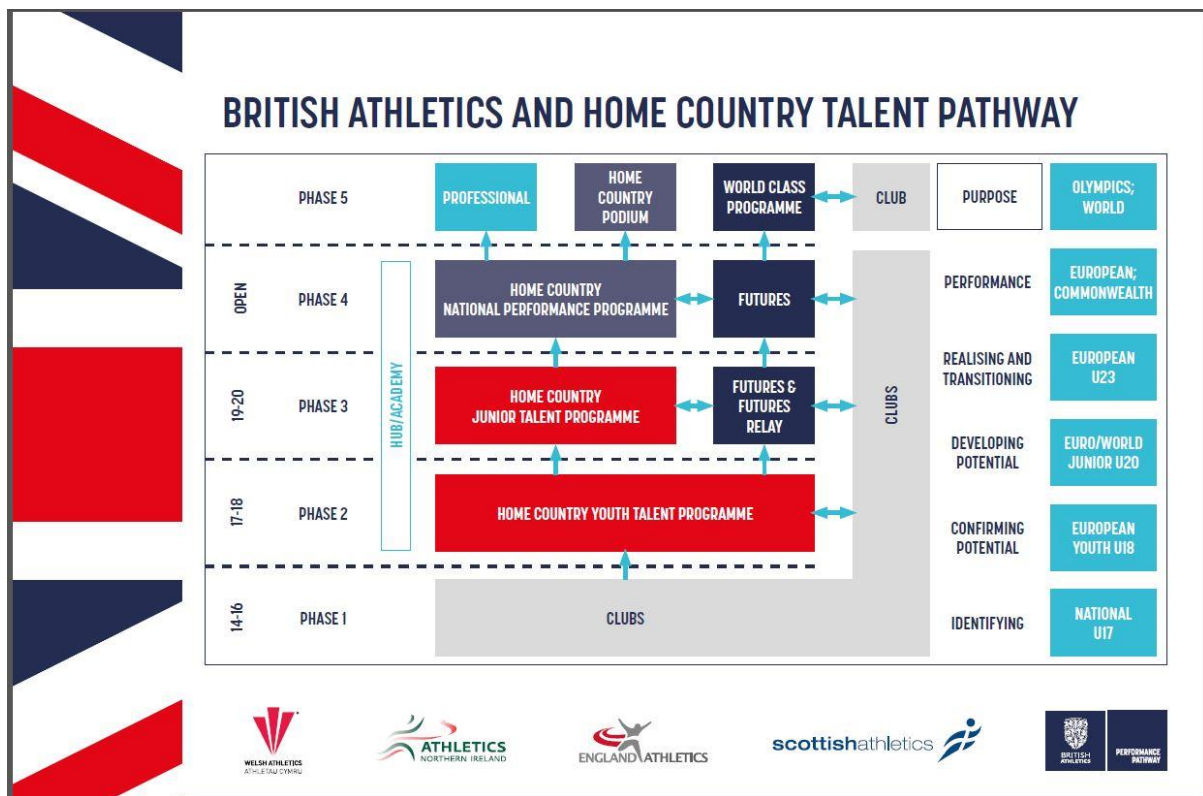 BRITISH ATHLETICS AND HOME COUNTRY TALENT PATHWAY
PHASE 5
PROFESSIONAL
HOME
COUNTRY
PODIUM
WORLD CLASS
PROGRAMME
CLUB
PURPOSE
OLYMPICS;
WORLD
OPEN
PHASE 4
HUB/ACADEMY
HOME COUNTRY
NATIONAL PERFORMANCE PROGRAMME
FUTURES
CLUBS
PERFORMANCE
EUROPEAN;
COMMONWEALTH
19-20
PHASE 3
HOME COUNTRY
JUNIOR TALENT PROGRAMME
FUTURES &
FUTURES
RELAY
REALISING AND
TRANSITIONING
EUROPEAN
U23
DEVELOPING
POTENTIAL
EURO/WORLD
JUNIOR U20
17-18
PHASE 2
HOME COUNTRY YOUTH TALENT PROGRAMME
CONFIRMING
POTENTIAL
EUROPEAN
YOUTH U18
14-16
PHASE 1
CLUBS
IDENTIFYING
NATIONAL
U17
WELSH ATHLETICS
ATHLETAU CYMRU
ATHLETICS
NORTHERN IRELAND
ENGLAND ATHLETICS
scottishathletics
BRITISH
ATHLETICS
PERFORMANCE
PATHWAY